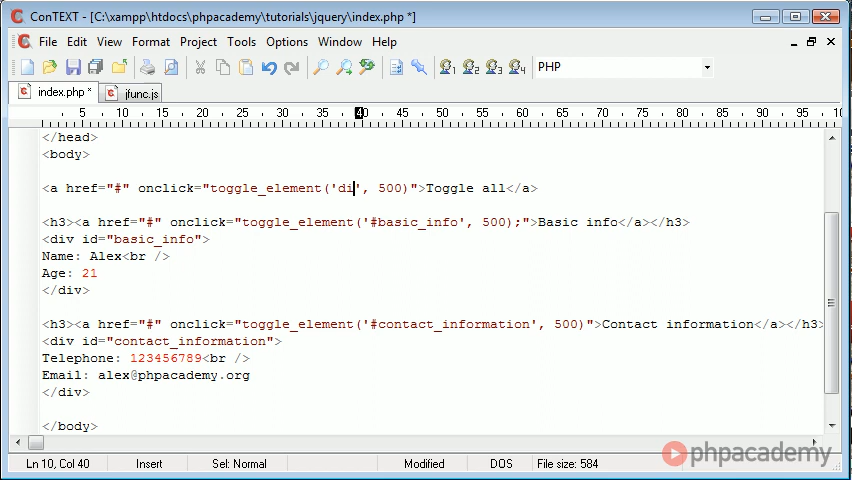 ConTEXT - [C:\xampp\htdocs\phpacademy\tutorials\jquery\index.php *]
File Edit View Format Project Tools Options Window Help
1 2 3 4 PHP
index.php * jfunc.js
5 10 15 20 25 30 35 40 45 50 55 60 65 70 75 80 85 90 95 100
</head>
<body>
<a href="#" onclick="toggle_element('di', 500)">Toggle all</a>
<h3><a href="#" onclick="toggle_element('#basic_info', 500);">Basic info</a></h3>
<div id="basic_info">
Name: Alex<br />
Age: 21
</div>
<h3><a href="#" onclick="toggle_element('#contact_information', 500)">Contact information</a></h3>
<div id="contact_information">
Telephone: 123456789<br />
Email: alex@phpacademy.org
</div>
</body>
phpacademy
Ln 10, Col 40 Insert Sel: Normal Modified DOS File size: 584